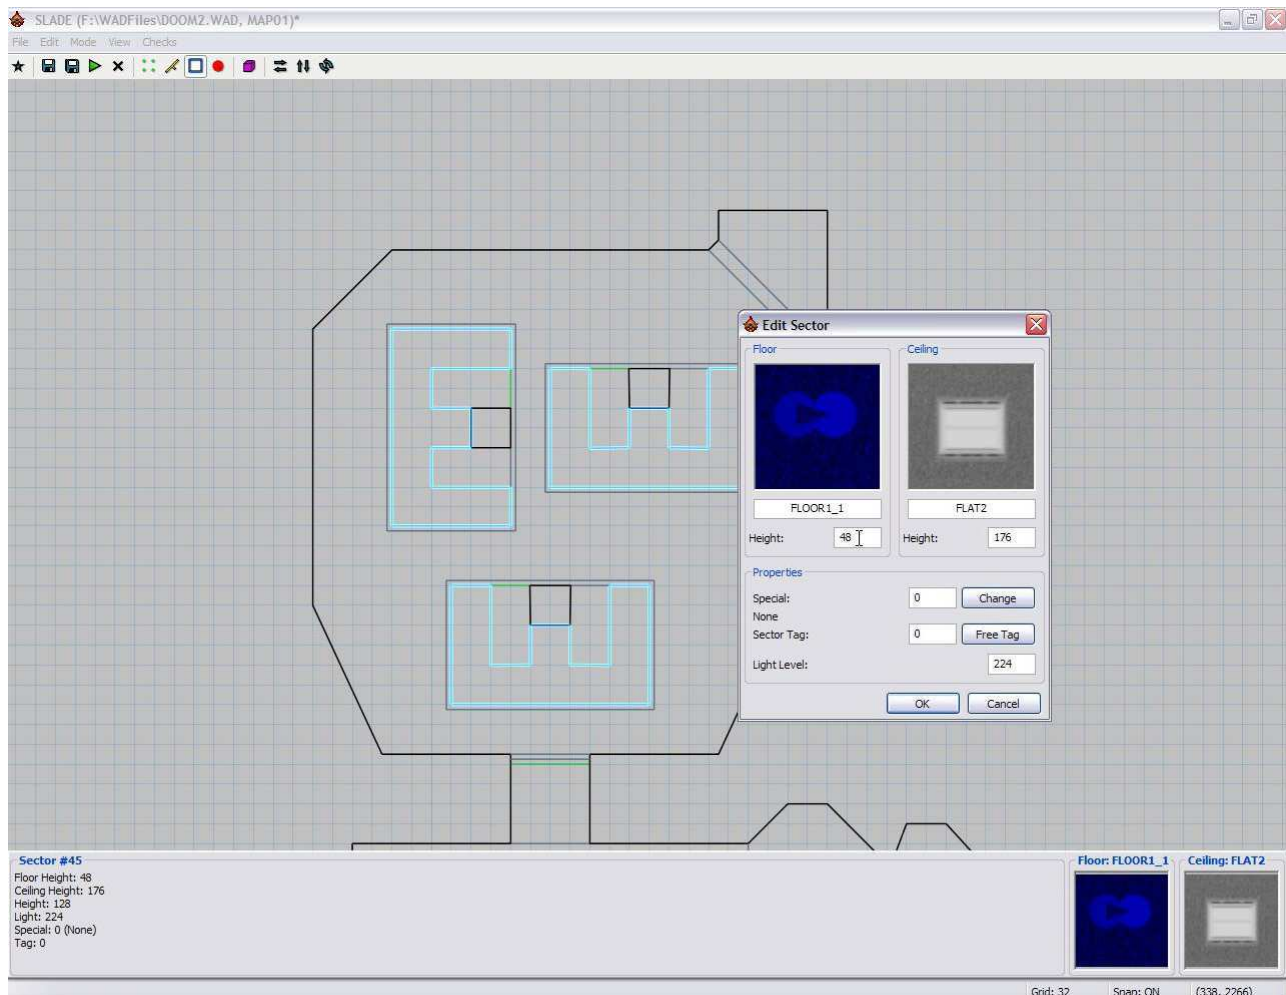 SLADE (F:\WADFiles\DOOM2.WAD, MAP01)*
File Edit Mode View Checks
Edit Sector
Floor Ceiling
FLOOR1_1 FLAT2
Height: 48 Height: 176
Properties
Special: 0 Change
None
Sector Tag: 0 Free Tag
Light Level: 224
OK Cancel
Sector #45
Floor Height: 48
Ceiling Height: 176
Height: 128
Light: 224
Special: 0 (None)
Tag: 0
Floor: FLOOR1_1 Ceiling: FLAT2
Grid: 32 Snap: ON (338, 2266)